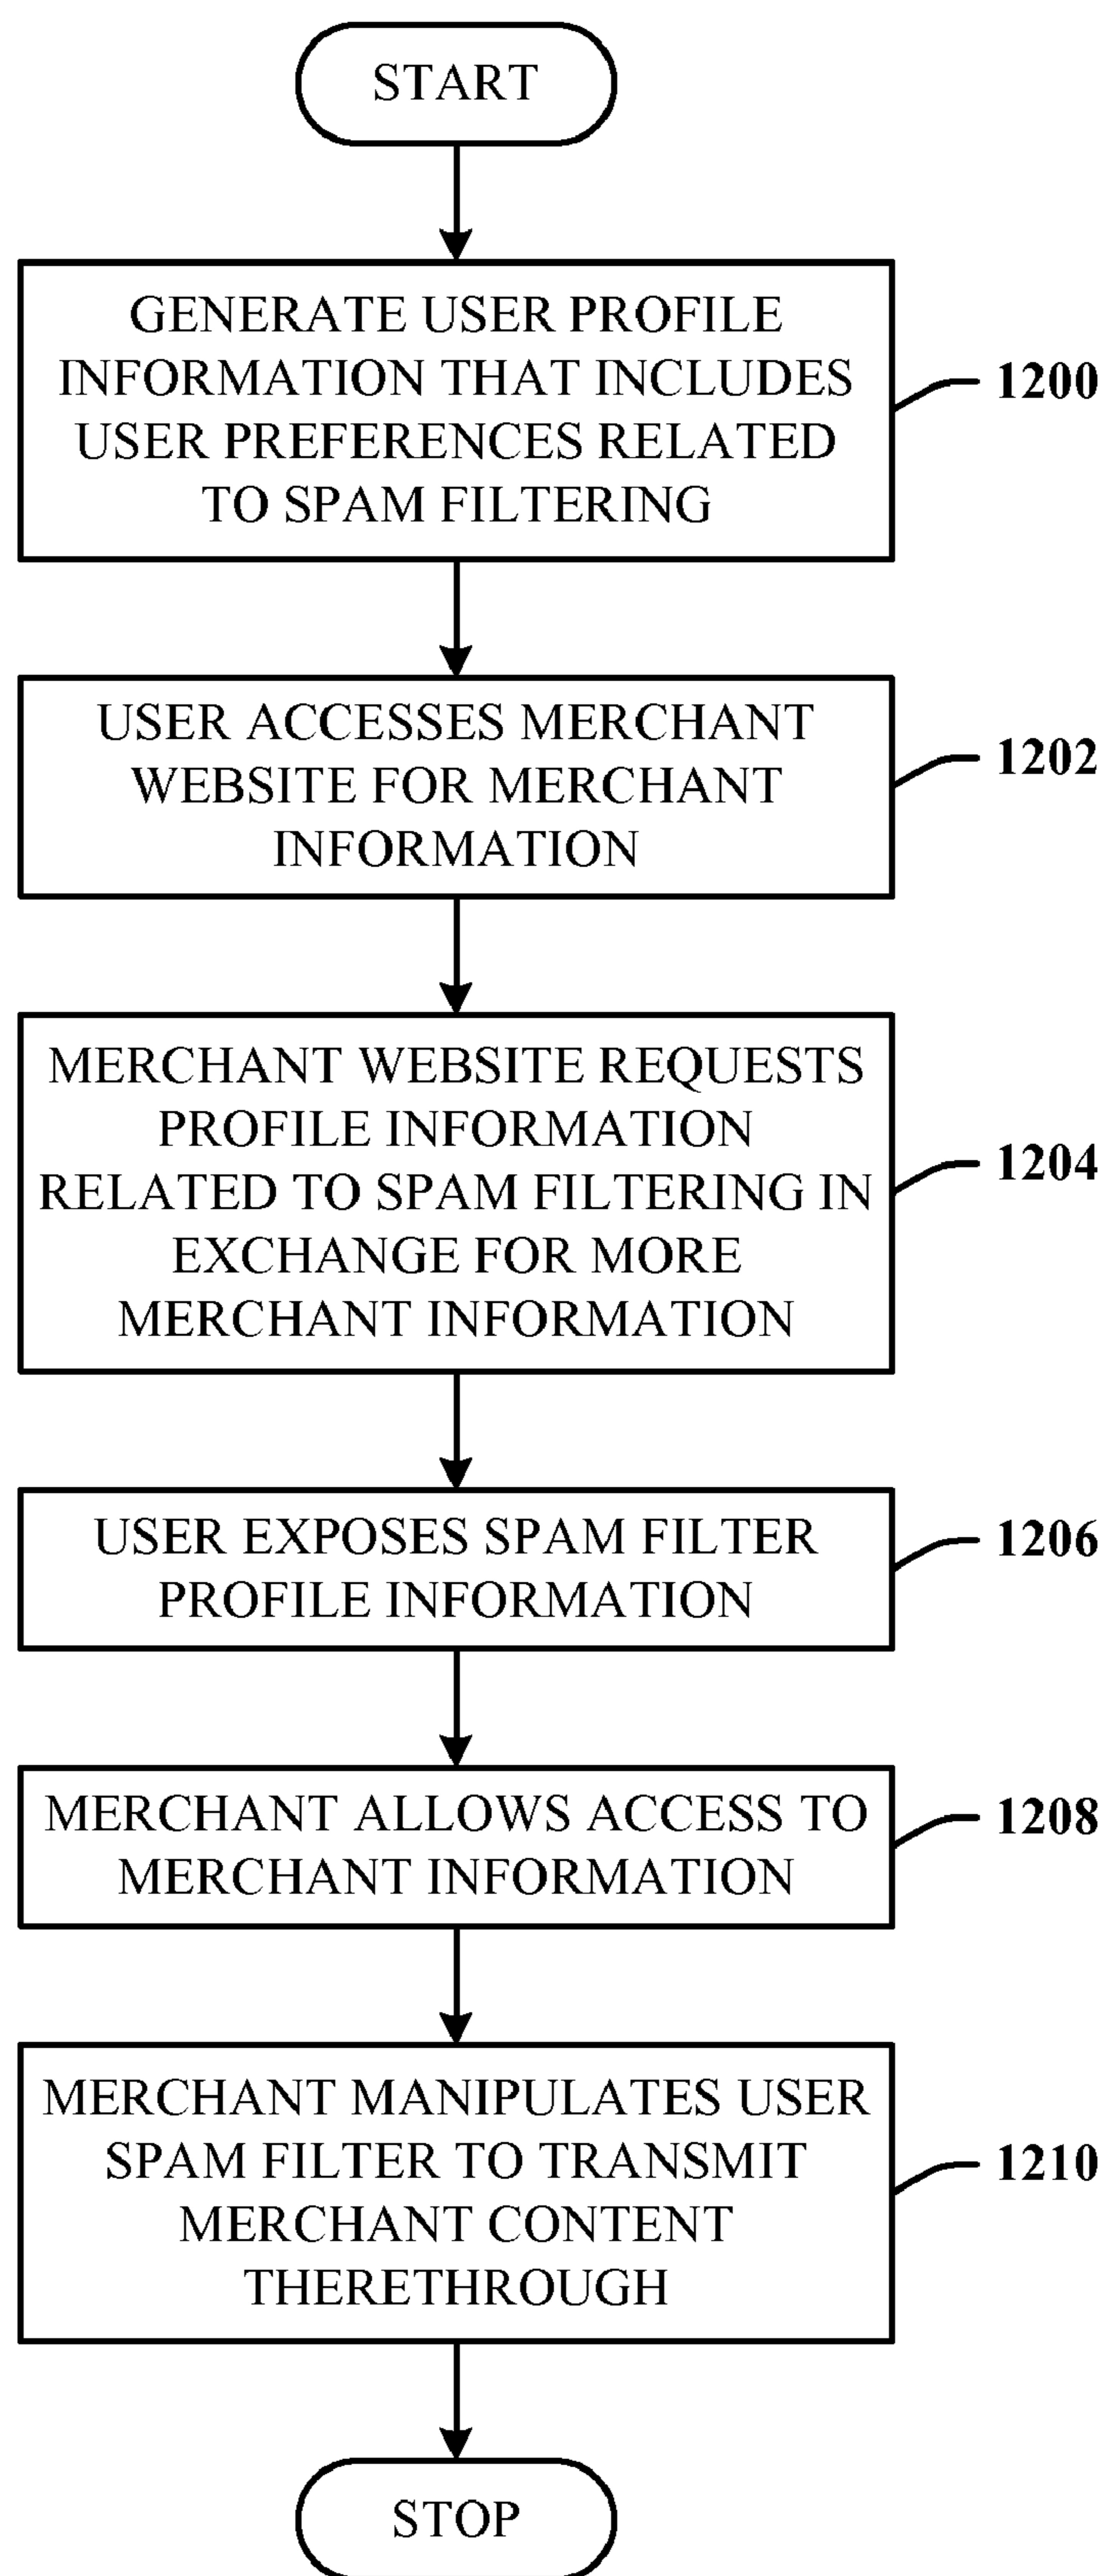 START
GENERATE USER PROFILE
INFORMATION THAT INCLUDES
USER PREFERENCES RELATED
TO SPAM FILTERING
1200
USER ACCESSES MERCHANT
WEBSITE FOR MERCHANT
INFORMATION
1202
MERCHANT WEBSITE REQUESTS
PROFILE INFORMATION
RELATED TO SPAM FILTERING IN
EXCHANGE FOR MORE
MERCHANT INFORMATION
1204
USER EXPOSES SPAM FILTER
PROFILE INFORMATION
1206
MERCHANT ALLOWS ACCESS TO
MERCHANT INFORMATION
1208
MERCHANT MANIPULATES USER
SPAM FILTER TO TRANSMIT
MERCHANT CONTENT
THERETHROUGH
1210
STOP